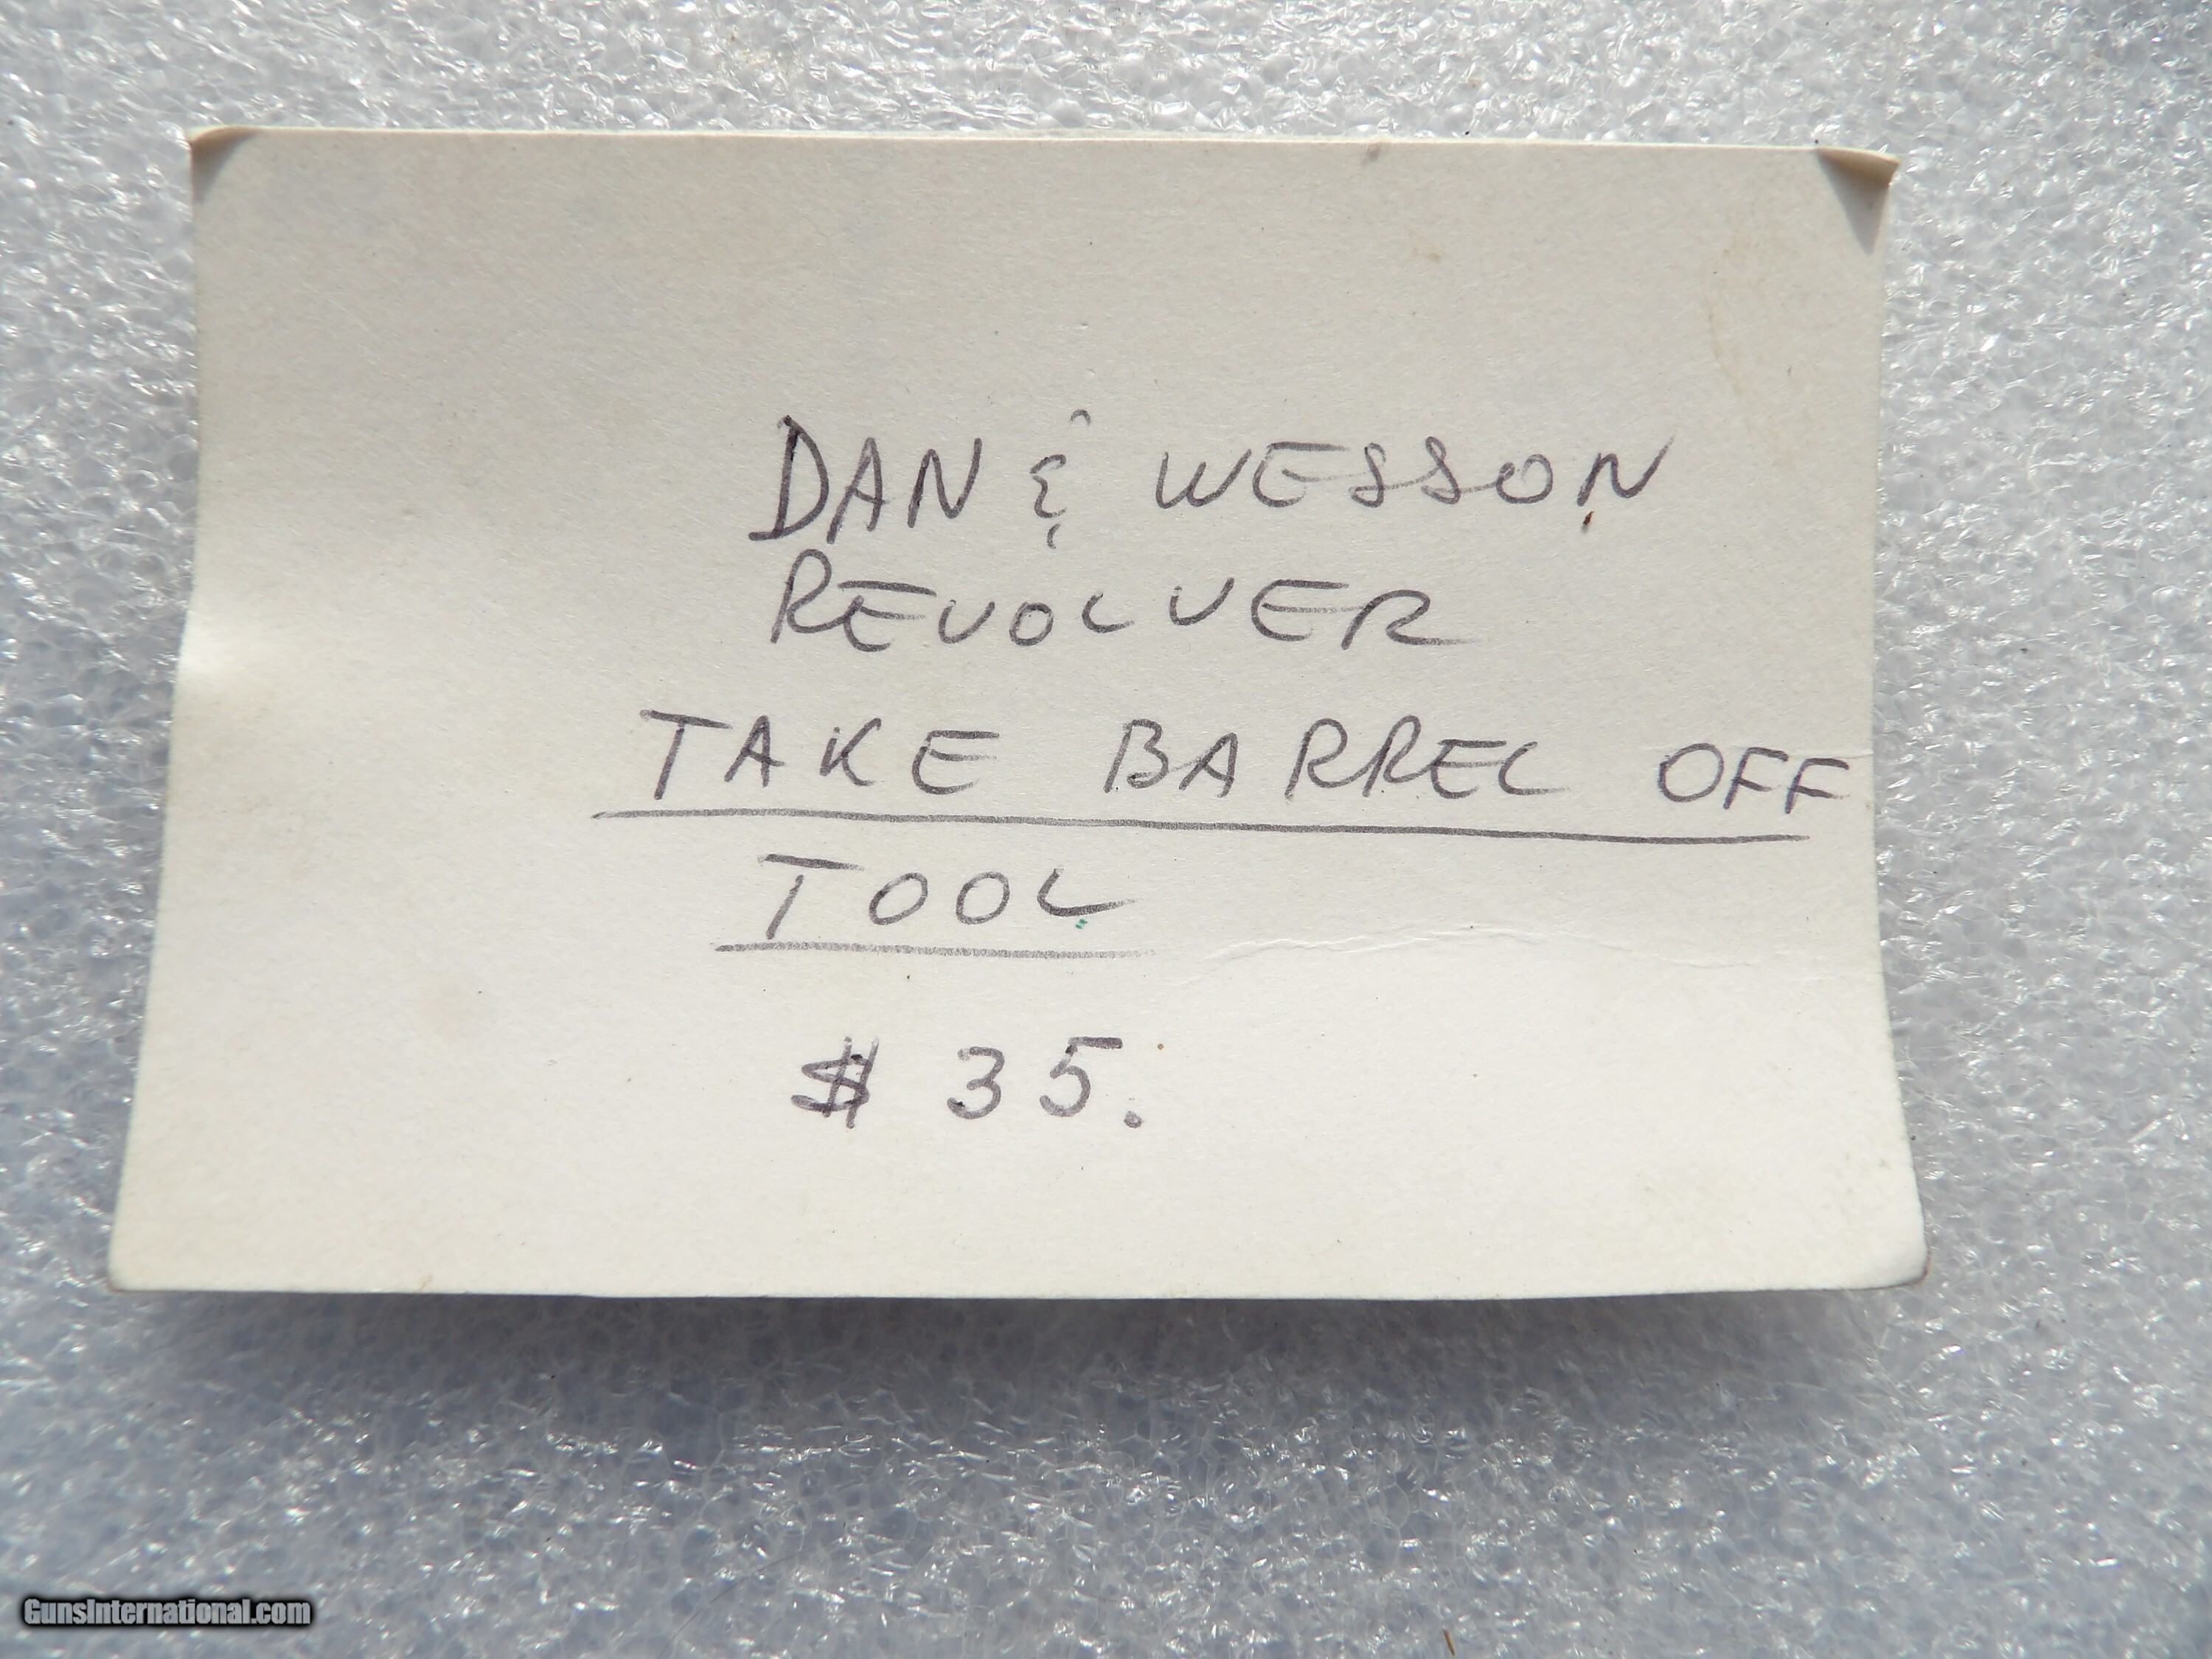 DAN & WESSON
REVOLVER
TAKE BARREL OFF
TOOL
$ 35.
GunsInternational.com